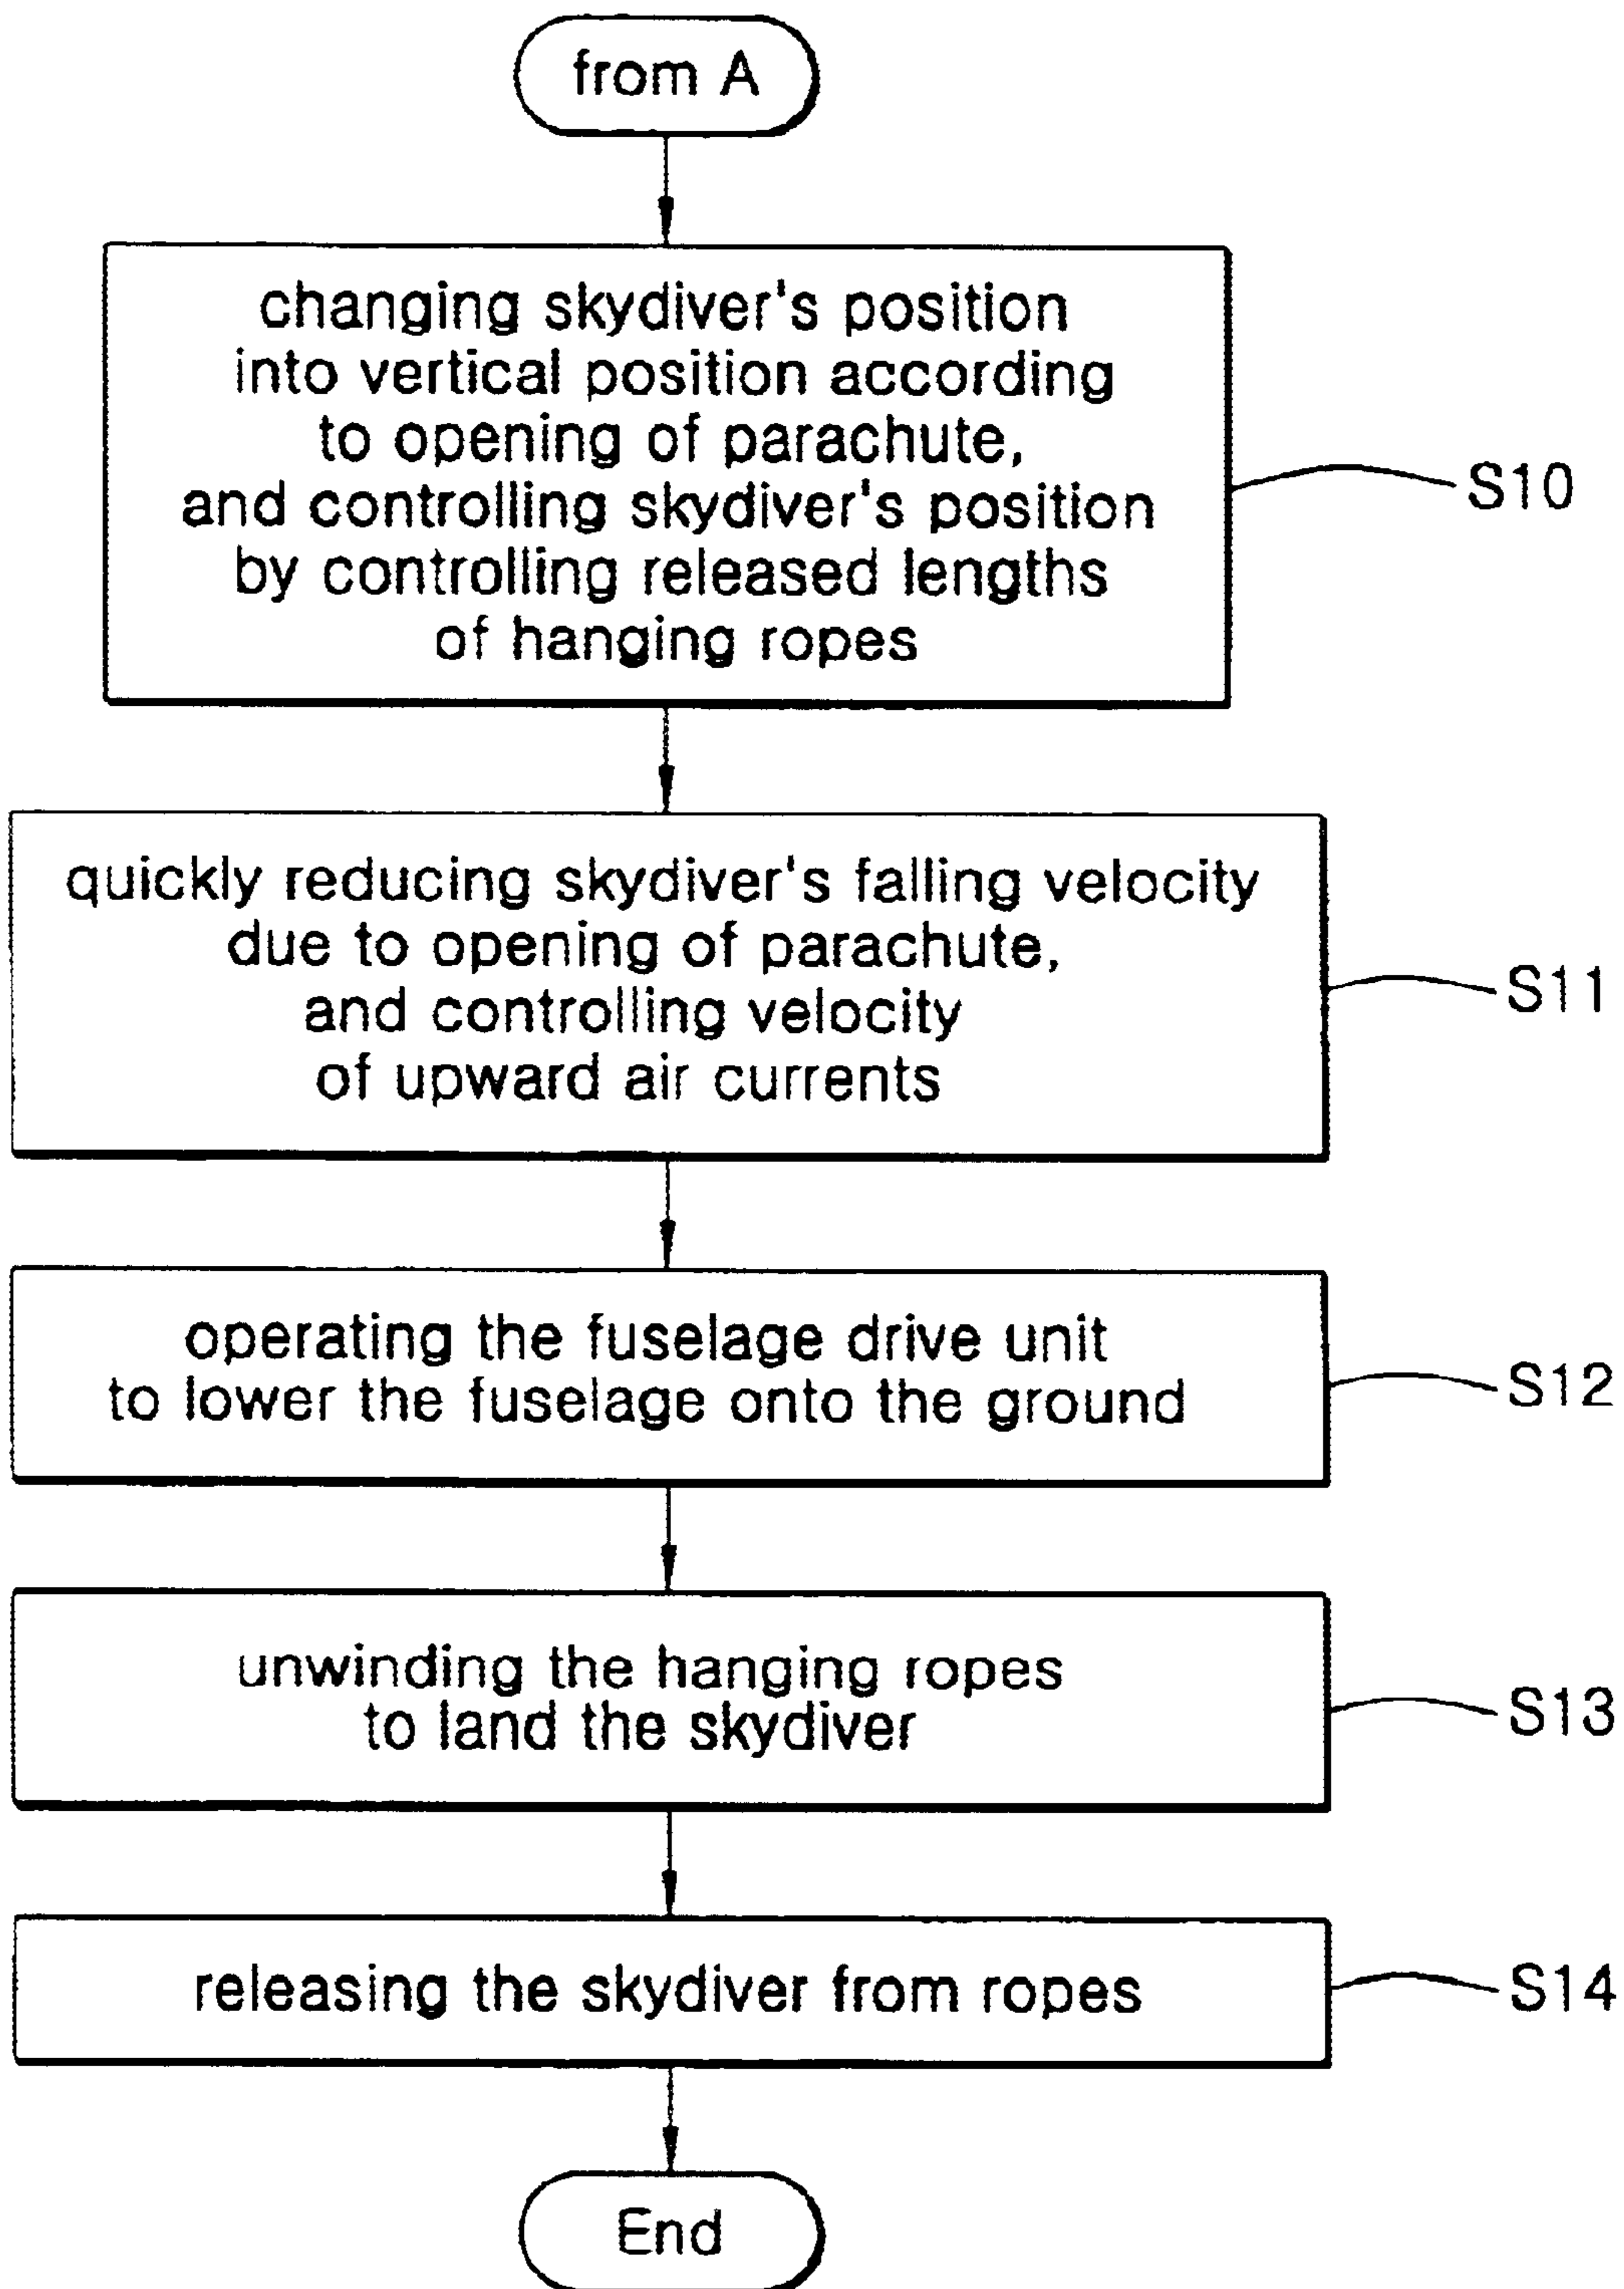 from A
changing skydiver's position
into vertical position according
to opening of parachute,
and controlling skydiver's position
by controlling released lengths
of hanging ropes
S10
quickly reducing skydiver's falling velocity
due to opening of parachute,
and controlling velocity
of upward air currents
S11
operating the fuselage drive unit
to lower the fuselage onto the ground
S12
unwinding the hanging ropes
to land the skydiver
S13
releasing the skydiver from ropes
S14
End